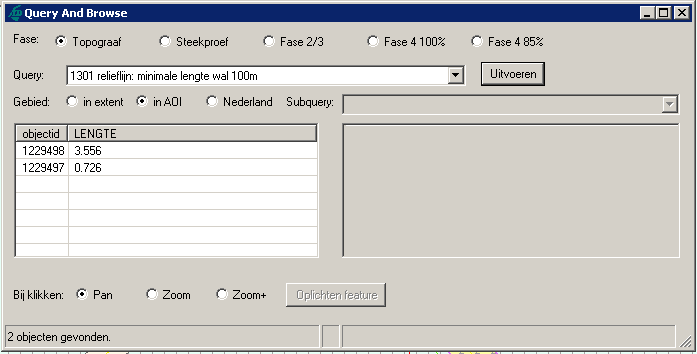 Query And Browse
Fase: Topograaf Steekproef Fase 2/3 Fase 4 100% Fase 4 85%
Query: 1301 relieflijn: minimale lengte wal 100m Uitvoeren
Gebied: in extent in AOI Nederland Subquery:
objectid LENGTE
1229498 3.556
1229497 0.726
Bij klikken: Pan Zoom Zoom+ Oplichten feature
2 objecten gevonden.